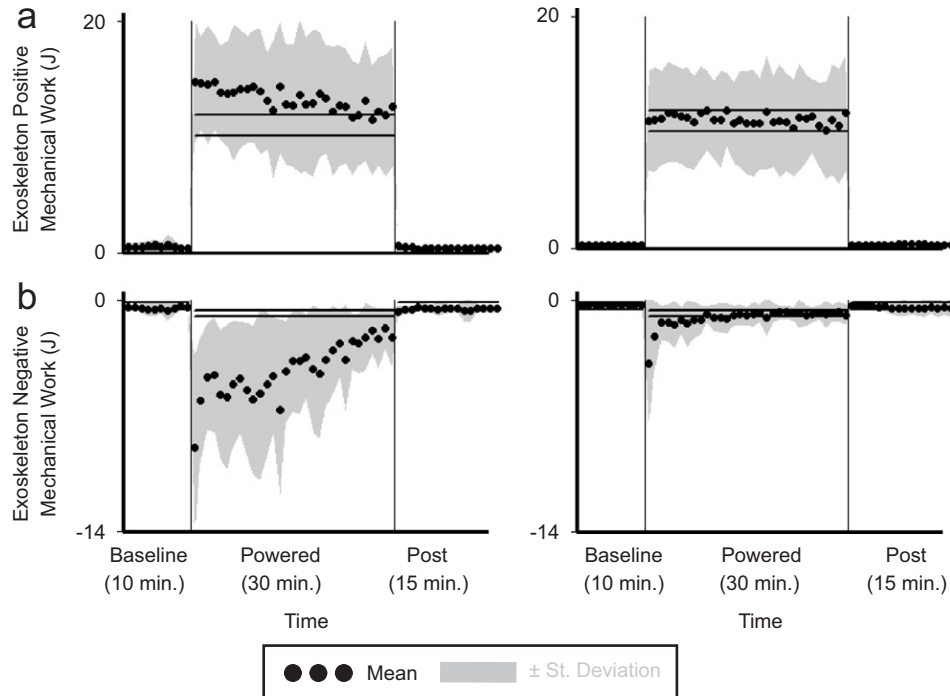 a
20
20
Exoskeleton Positive
Mechanical Work (J)
0
0
b
0
0
Exoskeleton Negative
Mechanical Work (J)
-14
-14
Baseline Powered Post
(10 min.) (30 min.) (15 min.)
Baseline Powered Post
(10 min.) (30 min.) (15 min.)
Time
Time
Mean ± St. Deviation